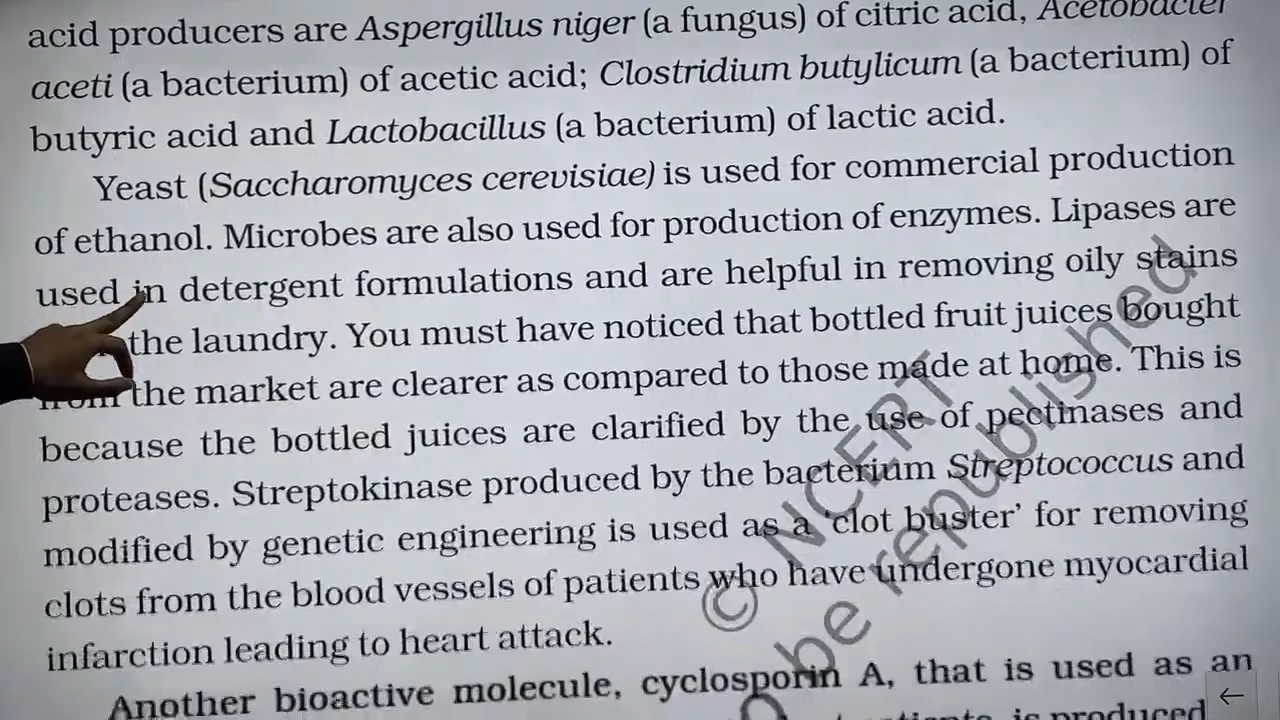 acid producers are Aspergillus niger (a fungus) of citric acid, Acetobacter
aceti (a bacterium) of acetic acid; Clostridium butylicum (a bacterium) of
butyric acid and Lactobacillus (a bacterium) of lactic acid.
Yeast (Saccharomyces cerevisiae) is used for commercial production
of ethanol. Microbes are also used for production of enzymes. Lipases are
used in detergent formulations and are helpful in removing oily stains
the laundry. You must have noticed that bottled fruit juices bought
from the market are clearer as compared to those made at home. This is
because the bottled juices are clarified by the use of pectinases and
proteases. Streptokinase produced by the bacterium Streptococcus and
modified by genetic engineering is used as a ‘clot buster’ for removing
clots from the blood vessels of patients who have undergone myocardial
infarction leading to heart attack.
Another bioactive molecule, cyclosporin A, that is used as an
is produced
© NCERT
be republished